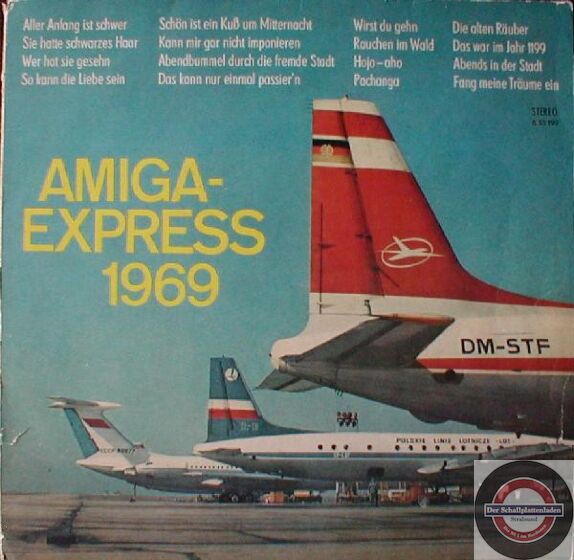 Aller Anfang ist schwer
Sie hatte schwarzes Haar
Wer hat sie gesehn
So kann die Liebe sein
Schön ist ein Kuß um Mitternacht
Kann mir gar nicht imponieren
Abendbummel durch die fremde Stadt
Das kann nur einmal passier'n
Wirst du gehn
Rauchen im Wald
Hojo-aho
Pachanga
Die alten Räuber
Das war im Jahr 1199
Abends in der Stadt
Fang meine Träume ein
STEREO
AMIGA-
EXPRESS
1969
DM-STF
POLSKIE LINIE LOTNICZE LOT
CCCP
Der Schallplattenladen
Stralsund